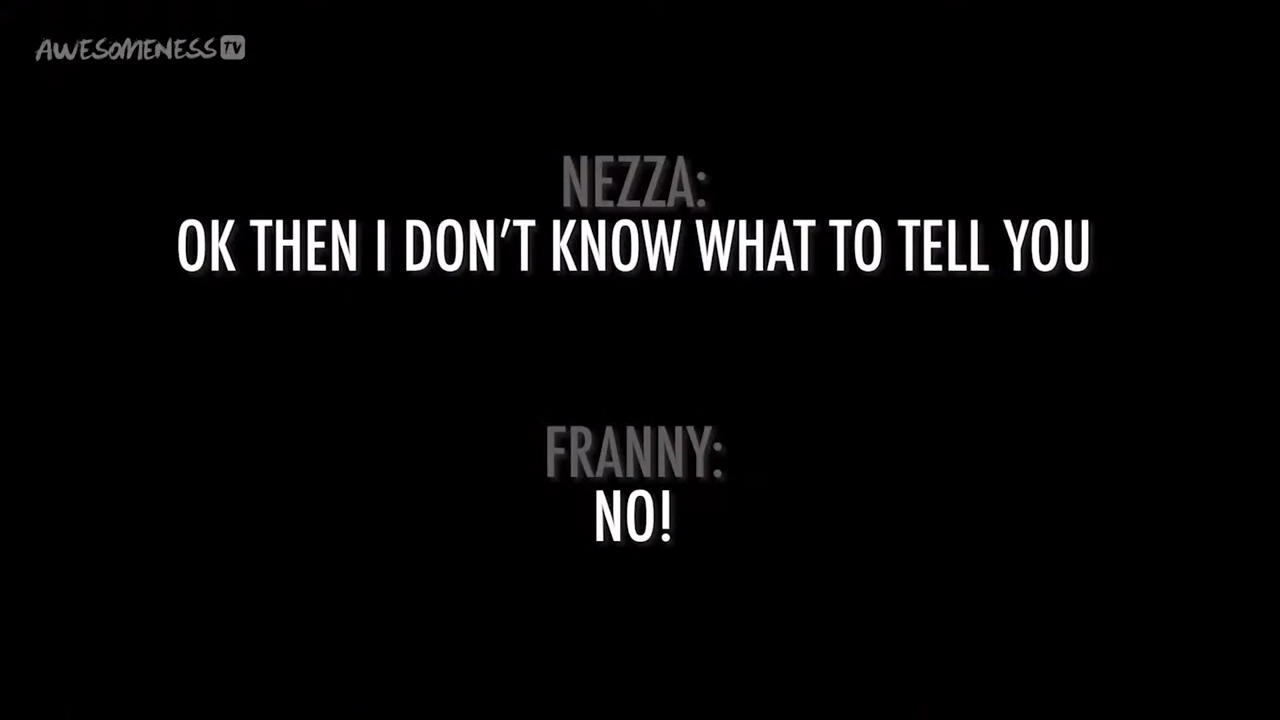 AWESOMENESS TV
NEZZA:
OK THEN I DON'T KNOW WHAT TO TELL YOU
FRANNY:
NO!